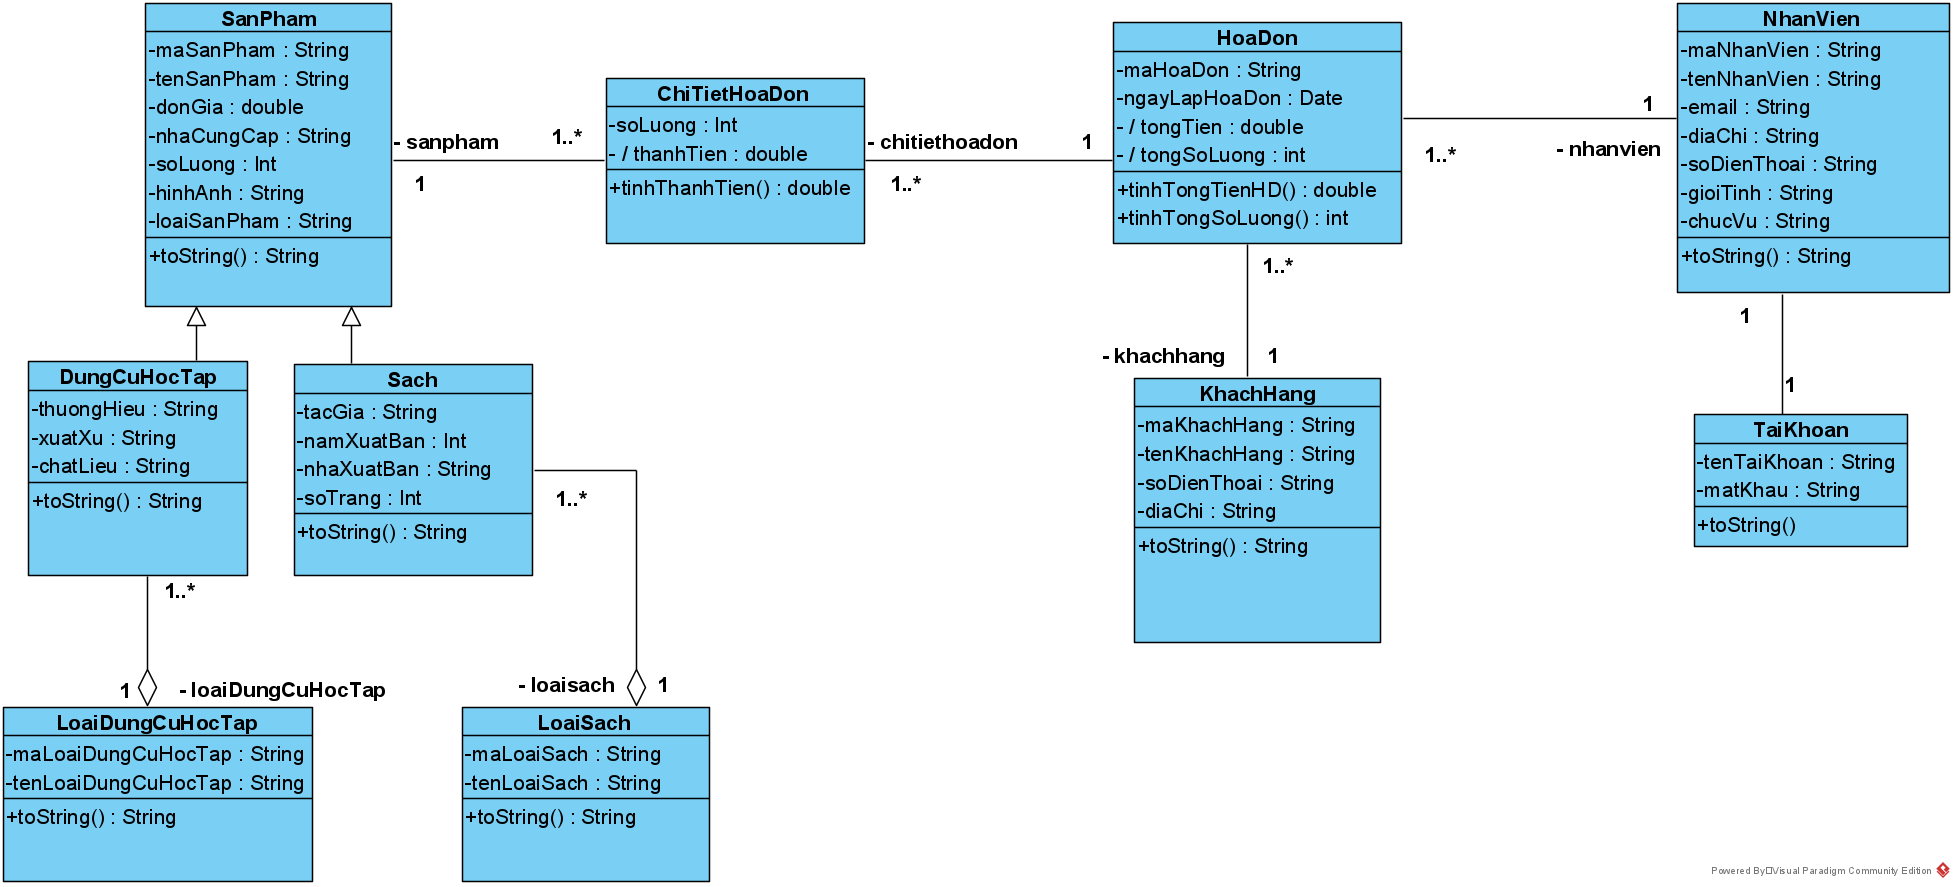 SanPham
-maSanPham : String
-tenSanPham : String
-donGia : double
-nhaCungCap : String
-soLuong : Int
-hinhAnh : String
-loaiSanPham : String
+toString() : String
- sanpham
1
1..*
ChiTietHoaDon
-soLuong : Int
- / thanhTien : double
+tinhThanhTien() : double
- chitiethoadon
1..*
1
HoaDon
-maHoaDon : String
-ngayLapHoaDon : Date
- / tongTien : double
- / tongSoLuong : int
+tinhTongTienHD() : double
+tinhTongSoLuong() : int
1..*
1
- nhanvien
NhanVien
-maNhanVien : String
-tenNhanVien : String
-email : String
-diaChi : String
-soDienThoai : String
-gioiTinh : String
-chucVu : String
+toString() : String
1..*
- khachhang
1
1
1
DungCuHocTap
-thuongHieu : String
-xuatXu : String
-chatLieu : String
+toString() : String
1..*
Sach
-tacGia : String
-namXuatBan : Int
-nhaXuatBan : String
-soTrang : Int
+toString() : String
1..*
KhachHang
-maKhachHang : String
-tenKhachHang : String
-soDienThoai : String
-diaChi : String
+toString() : String
TaiKhoan
-tenTaiKhoan : String
-matKhau : String
+toString()
1
- loaiDungCuHocTap
- loaisach
1
LoaiDungCuHocTap
-maLoaiDungCuHocTap : String
-tenLoaiDungCuHocTap : String
+toString() : String
LoaiSach
-maLoaiSach : String
-tenLoaiSach : String
+toString() : String
Powered By□Visual Paradigm Community Edition